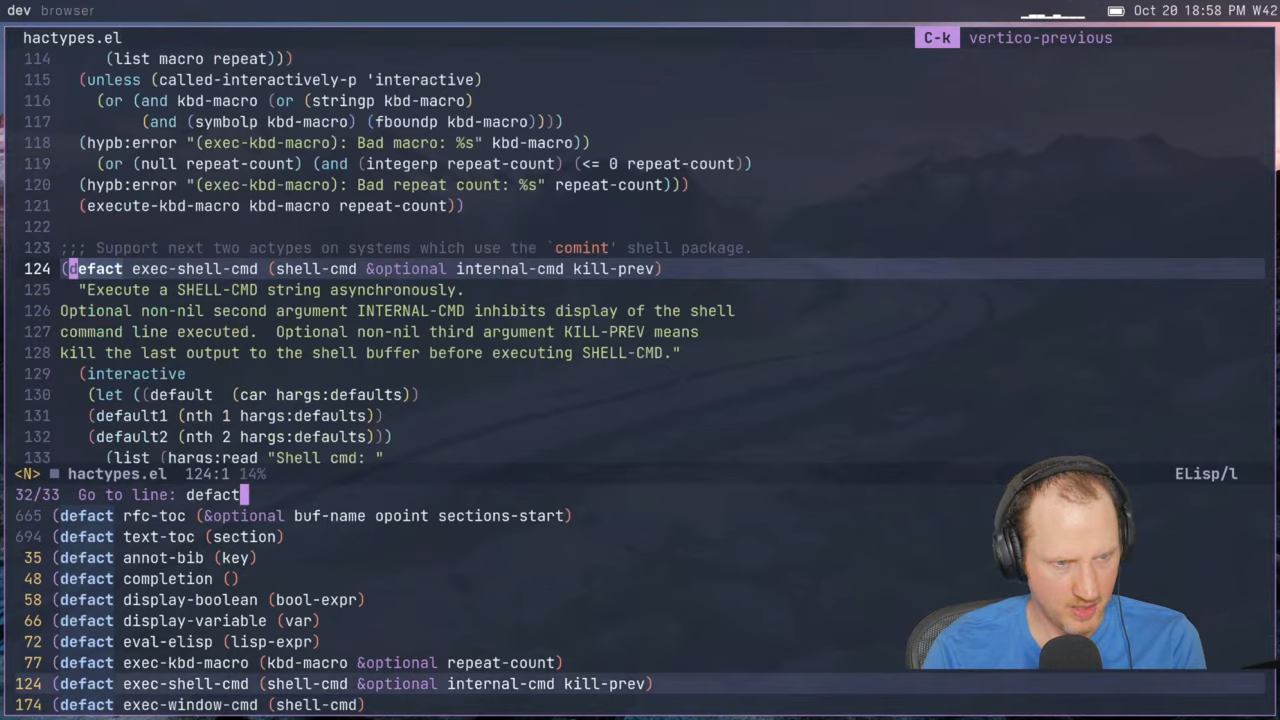 dev browser Oct 20 18:58 PM W42
hactypes.el C-k vertico-previous
114 (list macro repeat)))
115 (unless (called-interactively-p 'interactive)
116 (or (and kbd-macro (or (stringp kbd-macro)
117 (and (symbolp kbd-macro) (fboundp kbd-macro))))
118 (hypb:error "(exec-kbd-macro): Bad macro: %s" kbd-macro))
119 (or (null repeat-count) (and (integerp repeat-count) (<= 0 repeat-count))
120 (hypb:error "(exec-kbd-macro): Bad repeat count: %s" repeat-count)))
121 (execute-kbd-macro kbd-macro repeat-count))
122
123 ;;; Support next two actypes on systems which use the `comint' shell package.
124 (defact exec-shell-cmd (shell-cmd &optional internal-cmd kill-prev)
125 "Execute a SHELL-CMD string asynchronously.
126 Optional non-nil second argument INTERNAL-CMD inhibits display of the shell
127 command line executed.  Optional non-nil third argument KILL-PREV means
128 kill the last output to the shell buffer before executing SHELL-CMD."
129 (interactive
130 (let ((default  (car hargs:defaults))
131 (default1 (nth 1 hargs:defaults))
132 (default2 (nth 2 hargs:defaults)))
133 (list (hargs:read "Shell cmd: "
<N> hactypes.el 124:1 14% ELisp/l
32/33 Go to line: defact
665 (defact rfc-toc (&optional buf-name opoint sections-start)
694 (defact text-toc (section)
35 (defact annot-bib (key)
48 (defact completion ()
58 (defact display-boolean (bool-expr)
66 (defact display-variable (var)
72 (defact eval-elisp (lisp-expr)
77 (defact exec-kbd-macro (kbd-macro &optional repeat-count)
124 (defact exec-shell-cmd (shell-cmd &optional internal-cmd kill-prev)
174 (defact exec-window-cmd (shell-cmd)